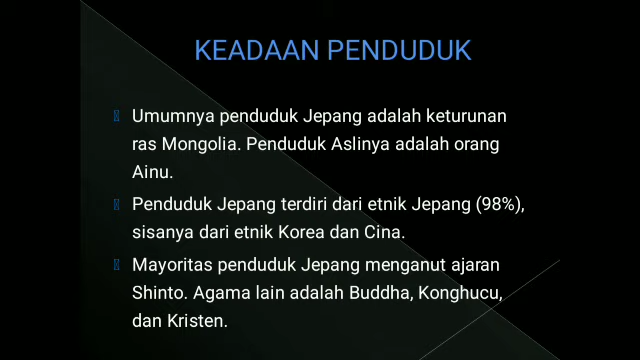 KEADAAN PENDUDUK
Umumnya penduduk Jepang adalah keturunan
ras Mongolia. Penduduk Aslinya adalah orang
Ainu.
Penduduk Jepang terdiri dari etnik Jepang (98%),
sisanya dari etnik Korea dan Cina.
Mayoritas penduduk Jepang menganut ajaran
Shinto. Agama lain adalah Buddha, Konghucu,
dan Kristen.